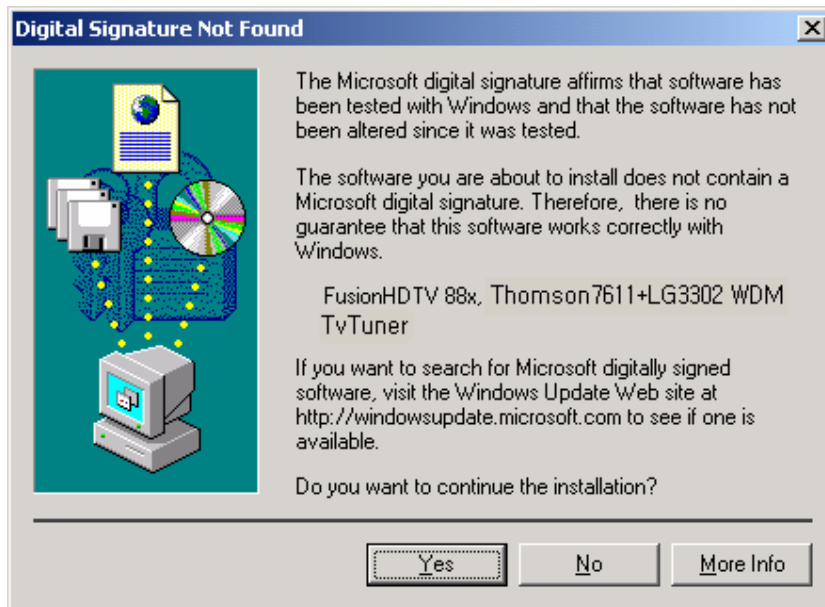 Digital Signature Not Found
The Microsoft digital signature affirms that software has
been tested with Windows and that the software has not
been altered since it was tested.
The software you are about to install does not contain a
Microsoft digital signature. Therefore, there is no
guarantee that this software works correctly with
Windows.
FusionHDTV 88x, Thomson7611+LG3302 WDM
TvTuner
If you want to search for Microsoft digitally signed
software, visit the Windows Update Web site at
http://windowsupdate.microsoft.com to see if one is
available.
Do you want to continue the installation?
Yes No More Info